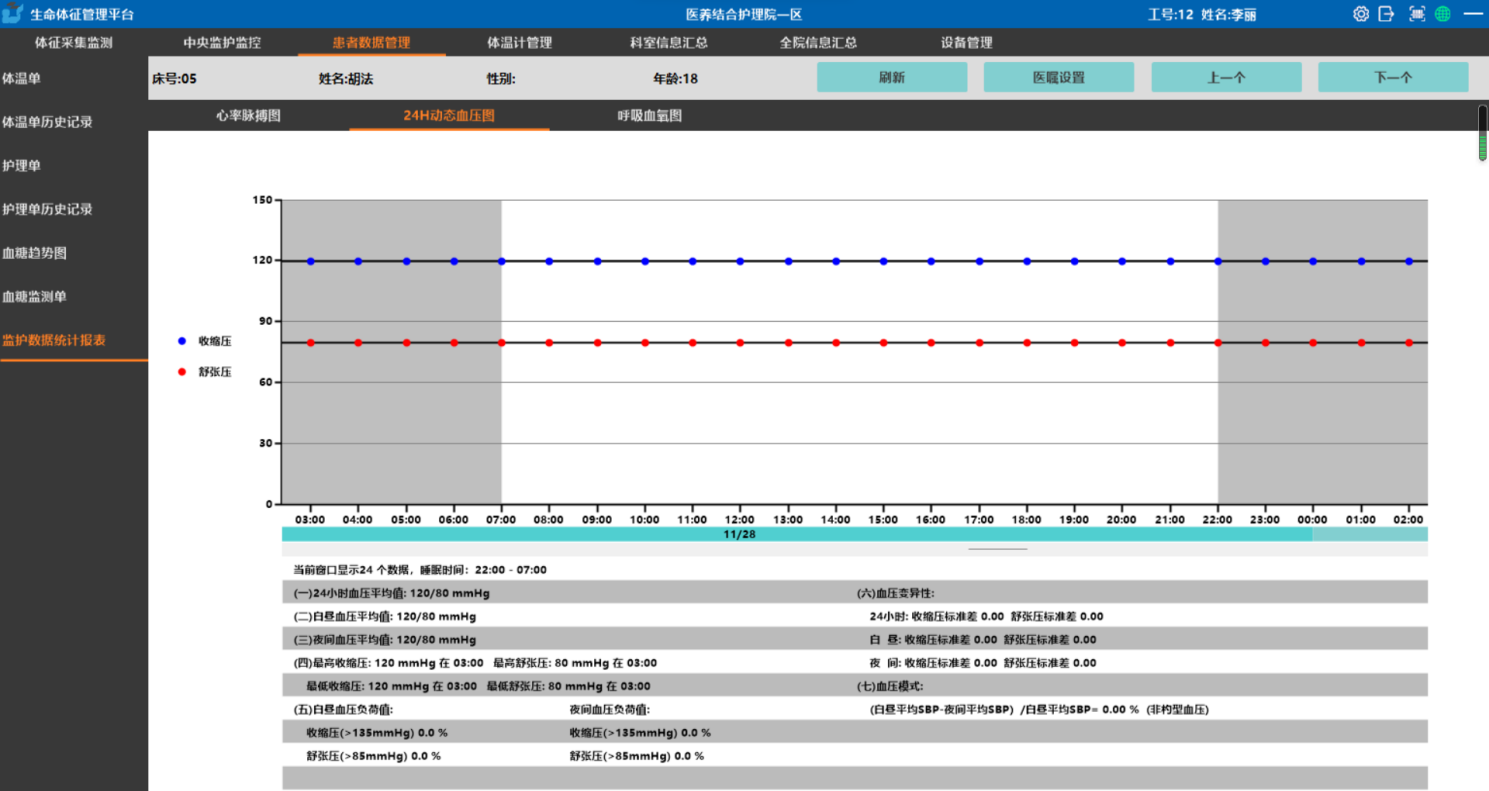 生命体征管理平台 医养结合护理院一区 工号:12 姓名:李丽
体征采集监测 中央监护监控 患者数据管理 体温计管理 科室信息汇总 全院信息汇总 设备管理
体温单
体温单历史记录
护理单
护理单历史记录
血糖趋势图
血糖监测单
监护数据统计报表
床号:05 姓名:胡法 性别: 年龄:18 刷新 医嘱设置 上一个 下一个
心率脉搏图 24H动态血压图 呼吸血氧图
收缩压
舒张压
150
120
90
60
30
0
03:00 04:00 05:00 06:00 07:00 08:00 09:00 10:00 11:00 12:00 13:00 14:00 15:00 16:00 17:00 18:00 19:00 20:00 21:00 22:00 23:00 00:00 01:00 02:00
11/28
当前窗口显示24 个数据，睡眠时间：22:00 - 07:00
(一)24小时血压平均值: 120/80 mmHg (六)血压变异性:
(二)白昼血压平均值: 120/80 mmHg 24小时: 收缩压标准差 0.00 舒张压标准差 0.00
(三)夜间血压平均值: 120/80 mmHg 白 昼: 收缩压标准差 0.00 舒张压标准差 0.00
(四)最高收缩压: 120 mmHg 在 03:00 最高舒张压: 80 mmHg 在 03:00 夜 间: 收缩压标准差 0.00 舒张压标准差 0.00
最低收缩压: 120 mmHg 在 03:00 最低舒张压: 80 mmHg 在 03:00 (七)血压模式:
(五)白昼血压负荷值: 夜间血压负荷值: (白昼平均SBP-夜间平均SBP）/白昼平均SBP= 0.00 % (非杓型血压)
收缩压(>135mmHg) 0.0 % 收缩压(>135mmHg) 0.0 %
舒张压(>85mmHg) 0.0 % 舒张压(>85mmHg) 0.0 %